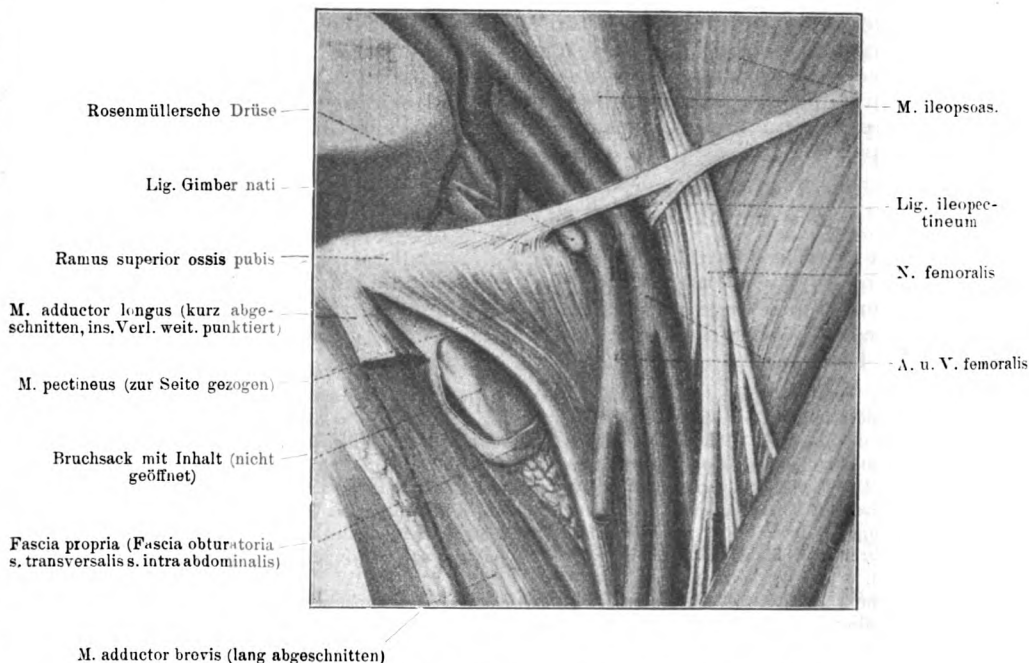 Rosenmüllersche Drüse
Lig. Gimber nati
Ramus superior ossis pubis
M. adductor longus (kurz abge-
schnitten, ins. Verl. weit. punktiert)
M. pectineus (zur Seite gezogen)
Bruchsack mit Inhalt (nicht
geöffnet)
Fascia propria (Fascia obturatoria
s. transversalis s. intra abdominalis)
M. adductor brevis (lang abgeschnitten)
M. ileopsoas.
Lig. ileopec-
tineum
N. femoralis
A. u. V. femoralis